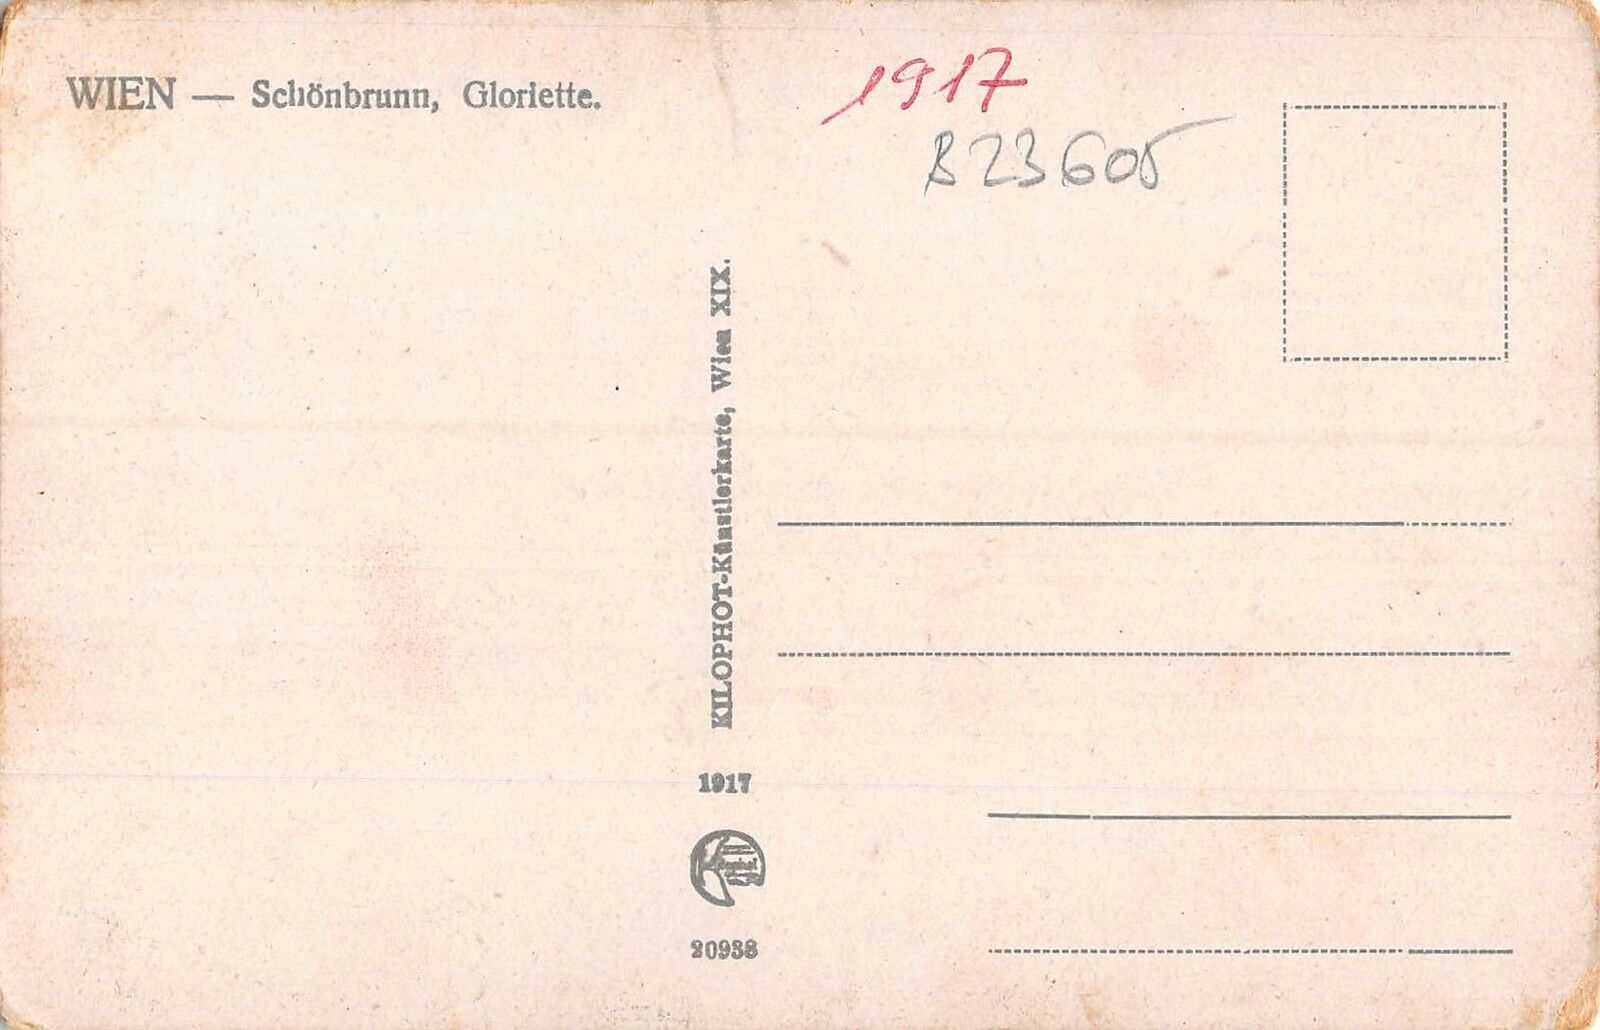 WIEN — Schönbrunn, Gloriette.
1917
B23605
KILOPHOT-Künstlerkarte, Wien XIX.
1917
20938